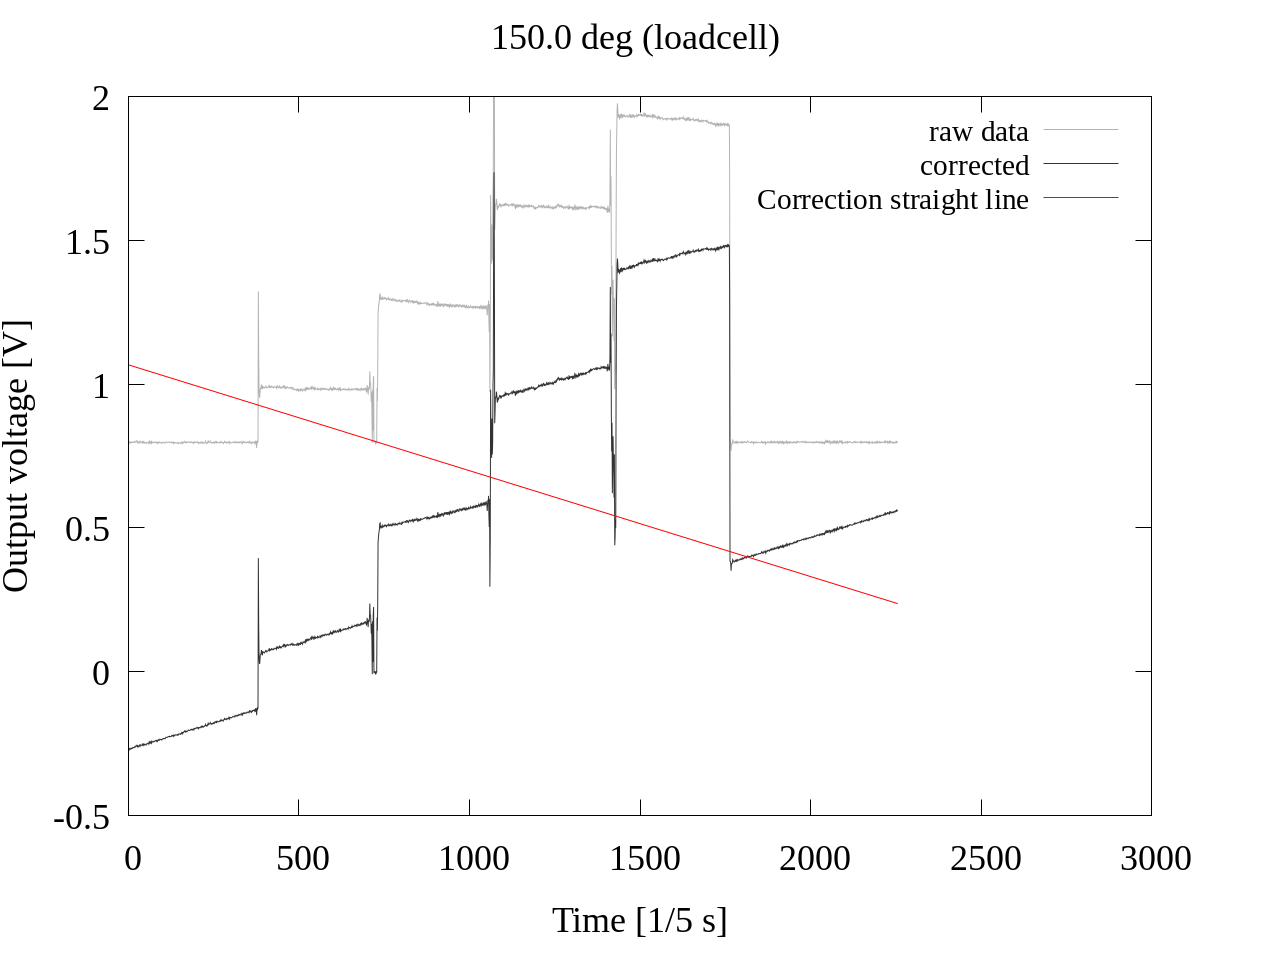 150.0 deg (loadcell)
2
raw data
corrected
Correction straight line
1.5
1
0.5
0
-0.5
0 500 1000 1500 2000 2500 3000
Time [1/5 s]
Output voltage [V]